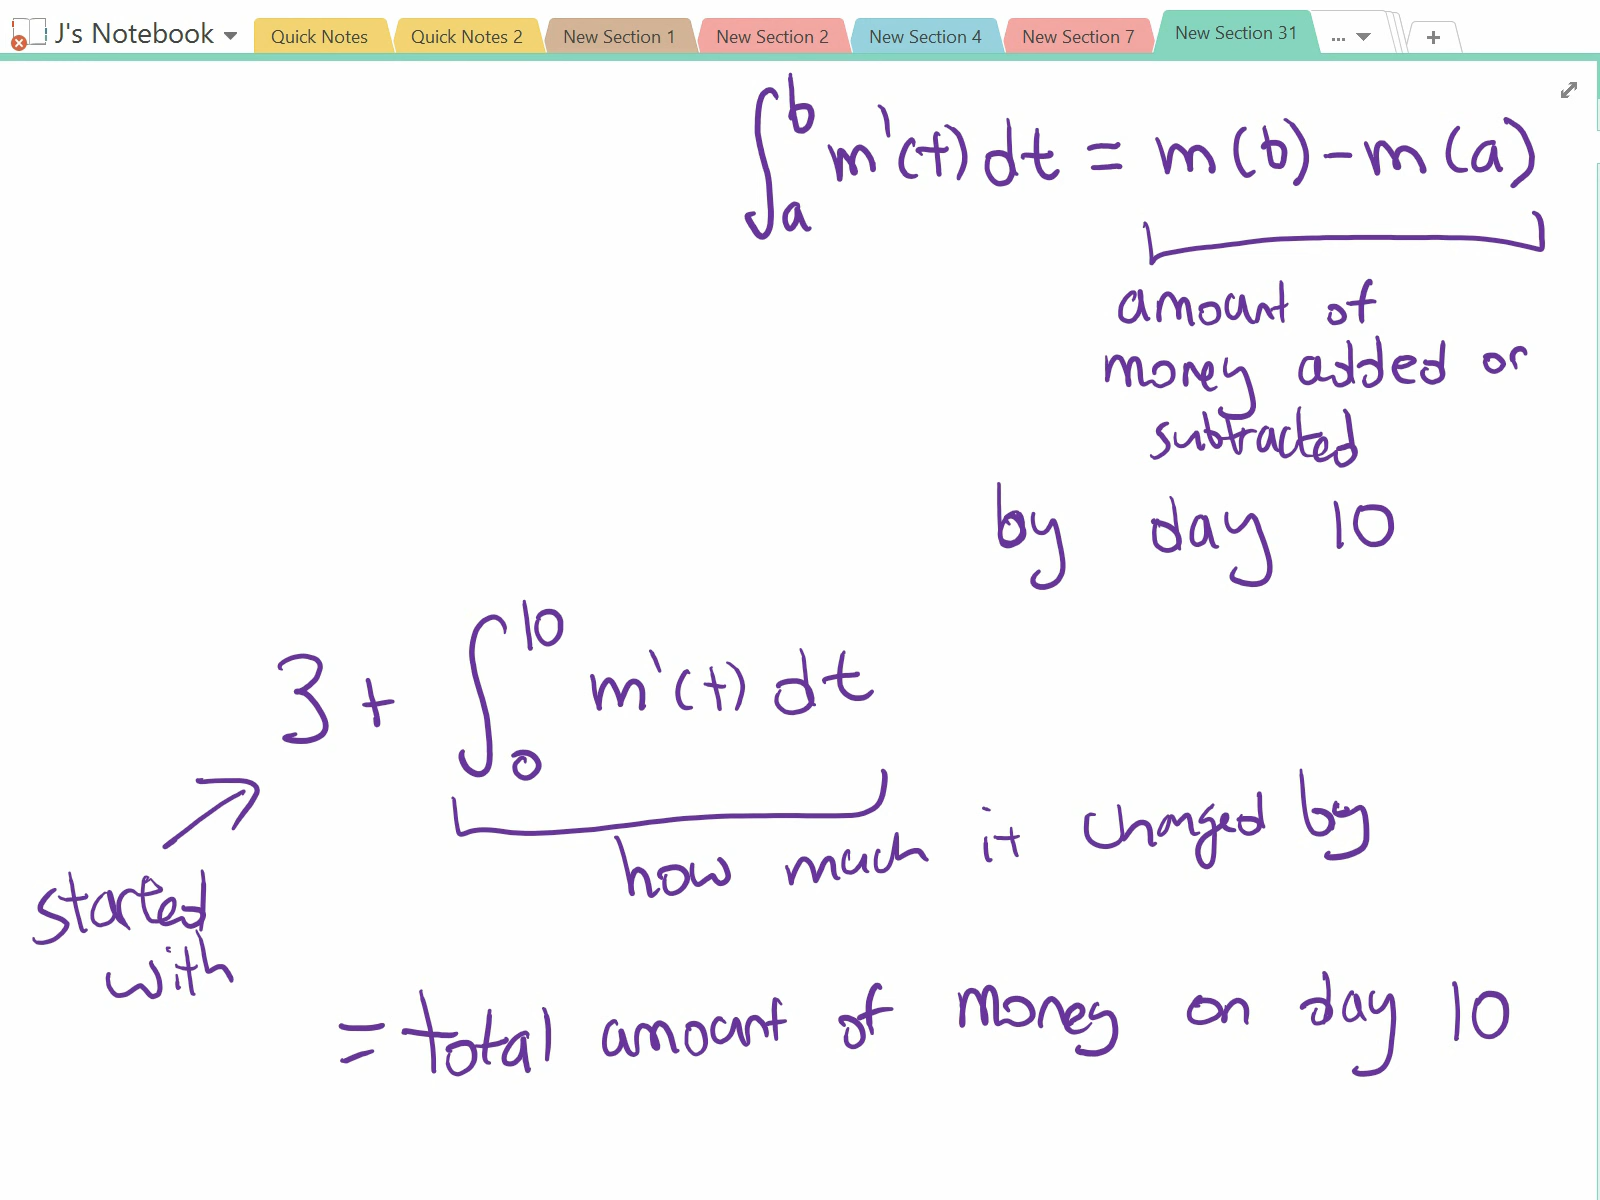 J's Notebook Quick Notes Quick Notes 2 New Section 1 New Section 2 New Section 4 New Section 7 New Section 31 ... +
∫_a^b m'(t) dt = m(b) - m(a)
amount of
money added or
subtracted
by day 10
3 + ∫_0^10 m'(t) dt
how much it changed by
started
with
= total amount of money on day 10